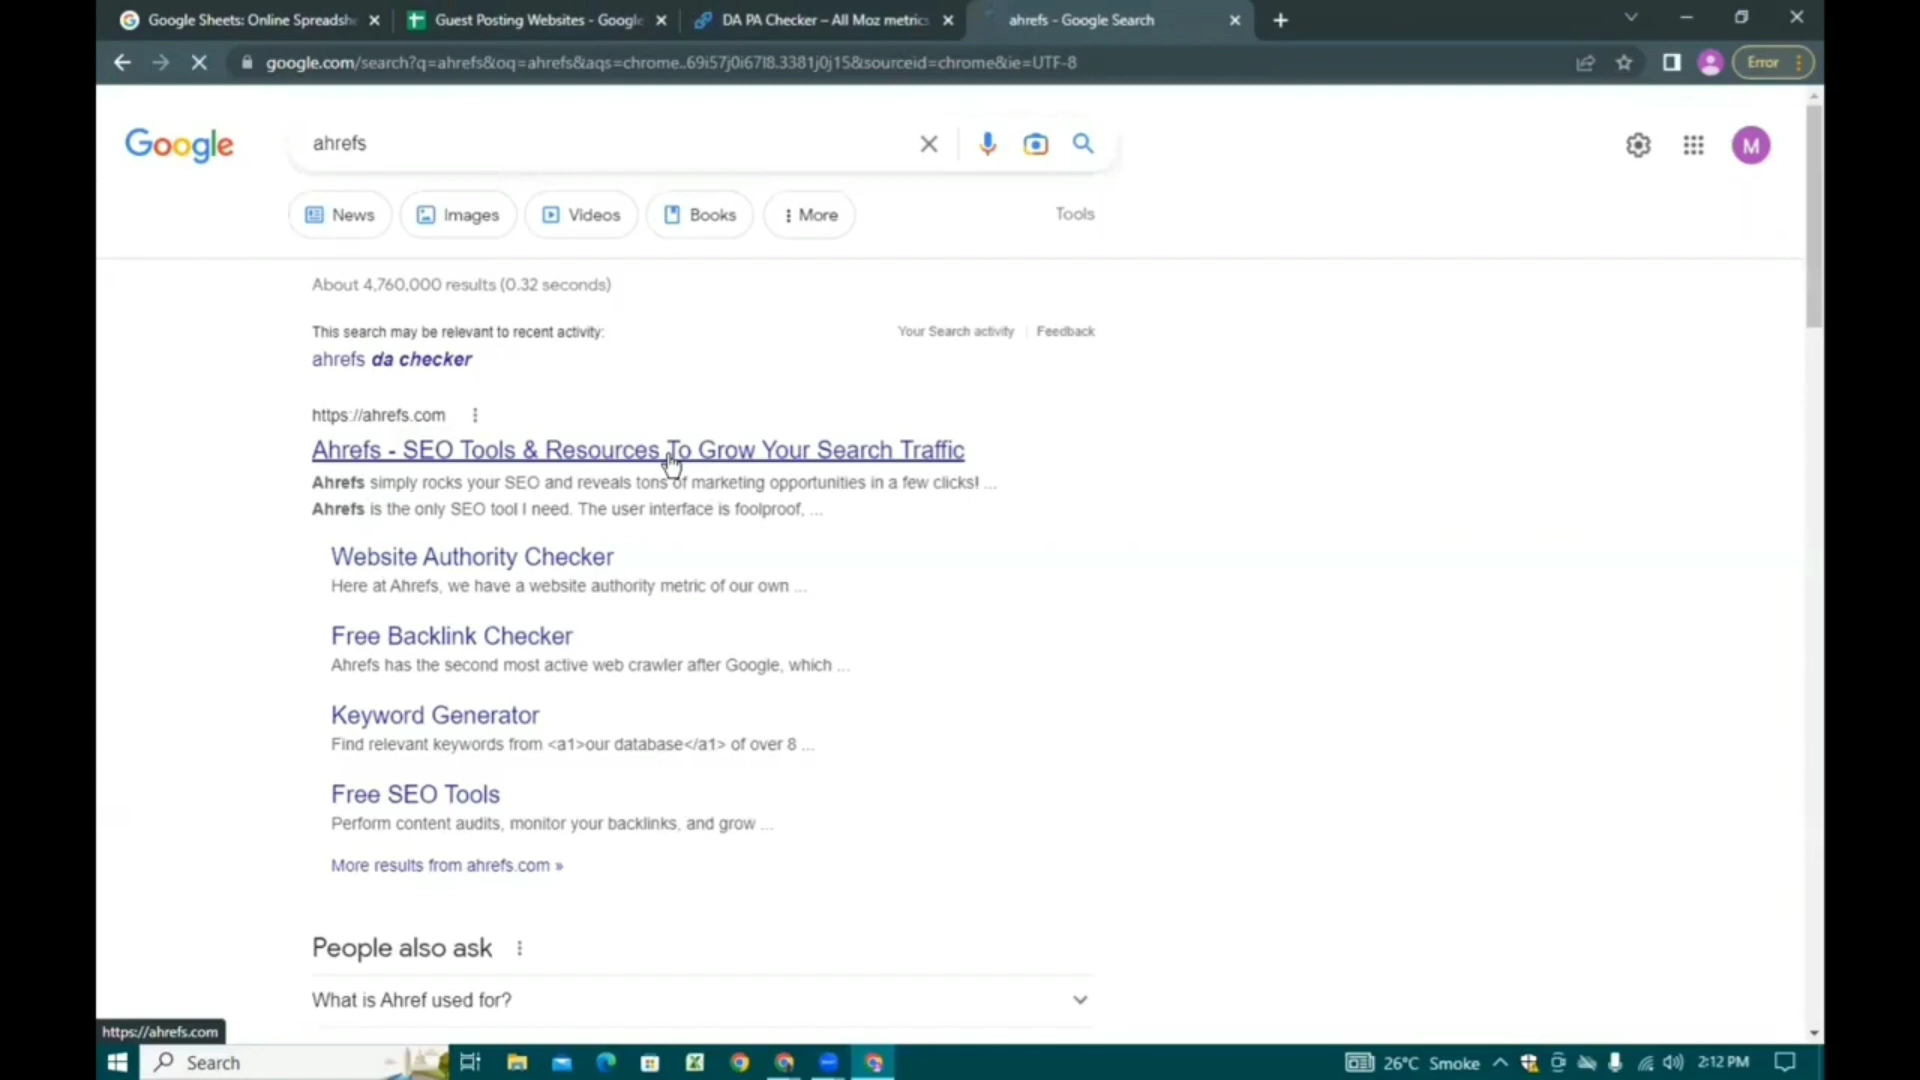 Google Sheets: Online Spreadshe
Guest Posting Websites - Google
DA PA Checker – All Moz metrics
ahrefs - Google Search
google.com/search?q=ahrefs&oq=ahrefs&aqs=chrome..69i57j0i67l8.3381j0j15&sourceid=chrome&ie=UTF-8
Error
Google
ahrefs
M
News
Images
Videos
Books
More
Tools
About 4,760,000 results (0.32 seconds)
This search may be relevant to recent activity:
Your Search activity
Feedback
ahrefs da checker
https://ahrefs.com
Ahrefs - SEO Tools & Resources To Grow Your Search Traffic
Ahrefs simply rocks your SEO and reveals tons of marketing opportunities in a few clicks! ...
Ahrefs is the only SEO tool I need. The user interface is foolproof, ...
Website Authority Checker
Here at Ahrefs, we have a website authority metric of our own ...
Free Backlink Checker
Ahrefs has the second most active web crawler after Google, which ...
Keyword Generator
Find relevant keywords from <a1>our database</a1> of over 8 ...
Free SEO Tools
Perform content audits, monitor your backlinks, and grow ...
More results from ahrefs.com »
People also ask
What is Ahref used for?
https://ahrefs.com
Search
26°C Smoke
2:12 PM